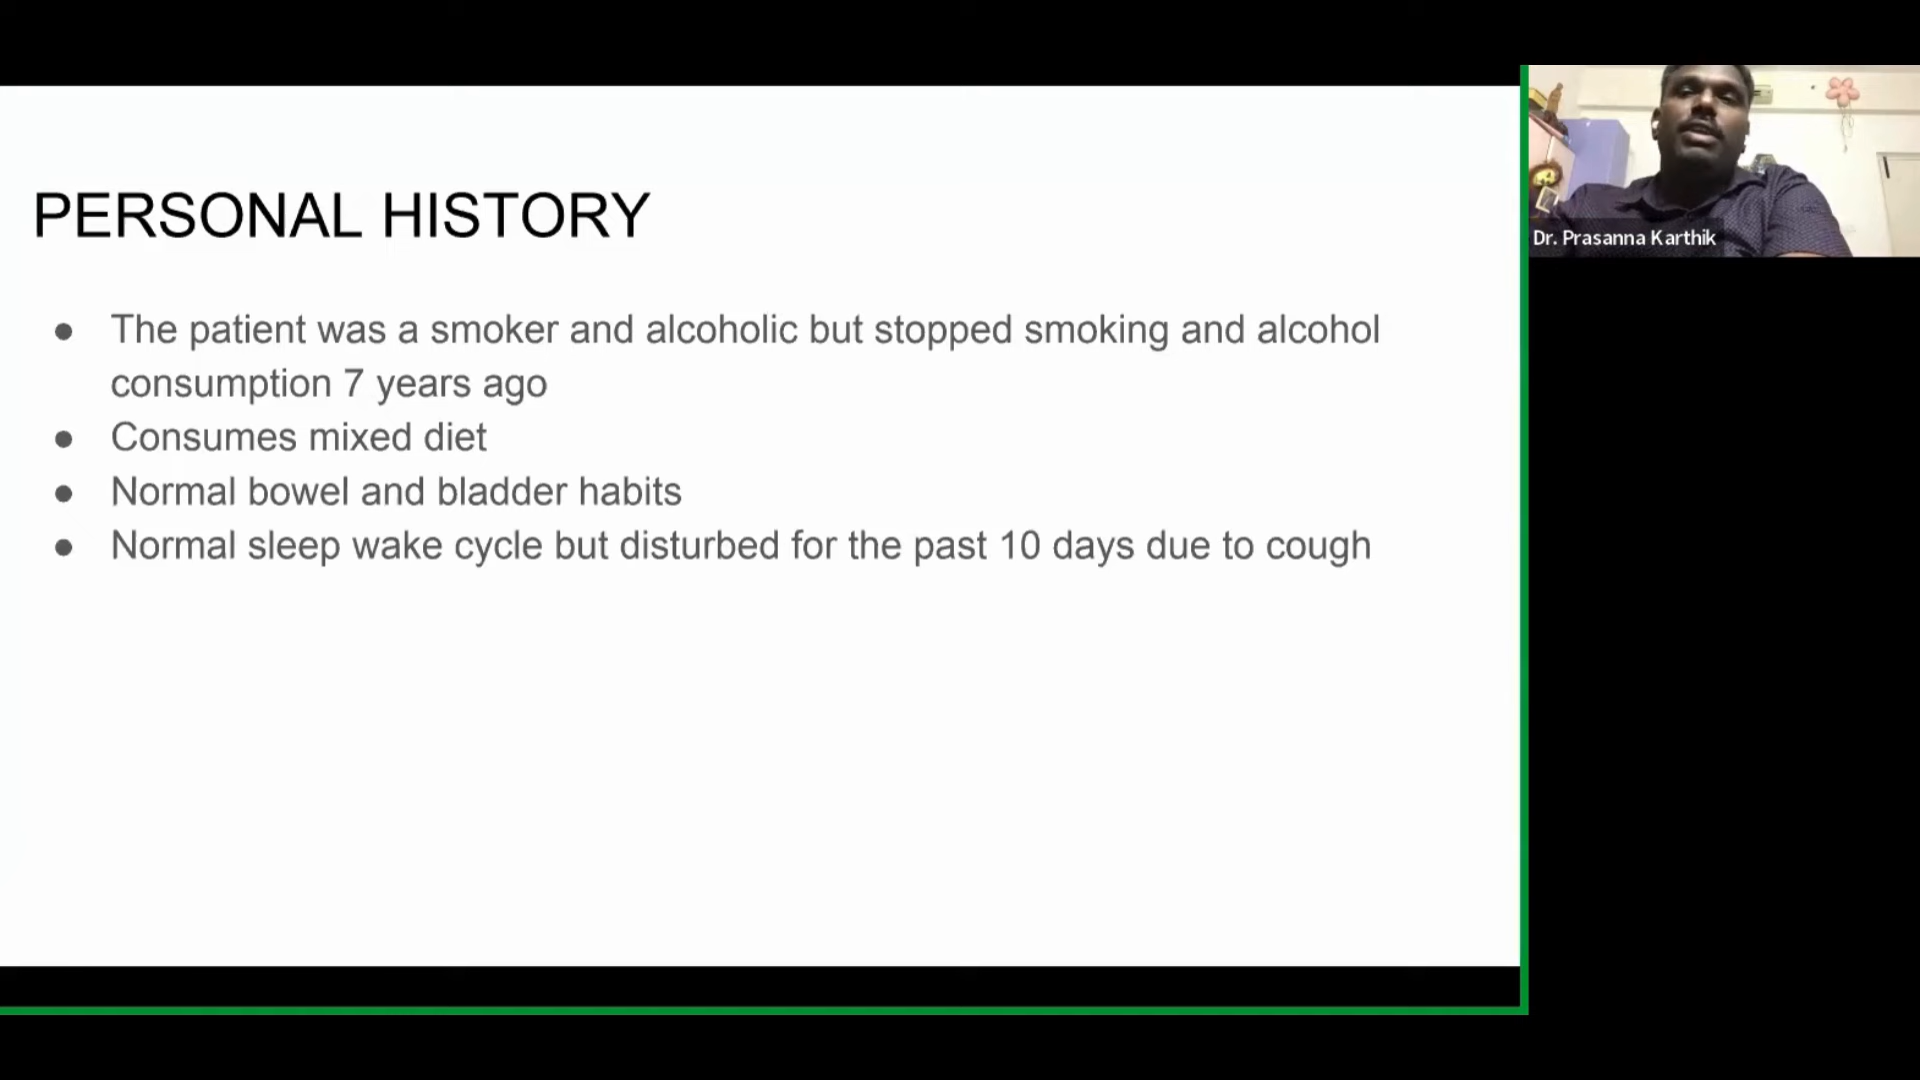 PERSONAL HISTORY
● The patient was a smoker and alcoholic but stopped smoking and alcohol
consumption 7 years ago
● Consumes mixed diet
● Normal bowel and bladder habits
● Normal sleep wake cycle but disturbed for the past 10 days due to cough
Dr. Prasanna Karthik